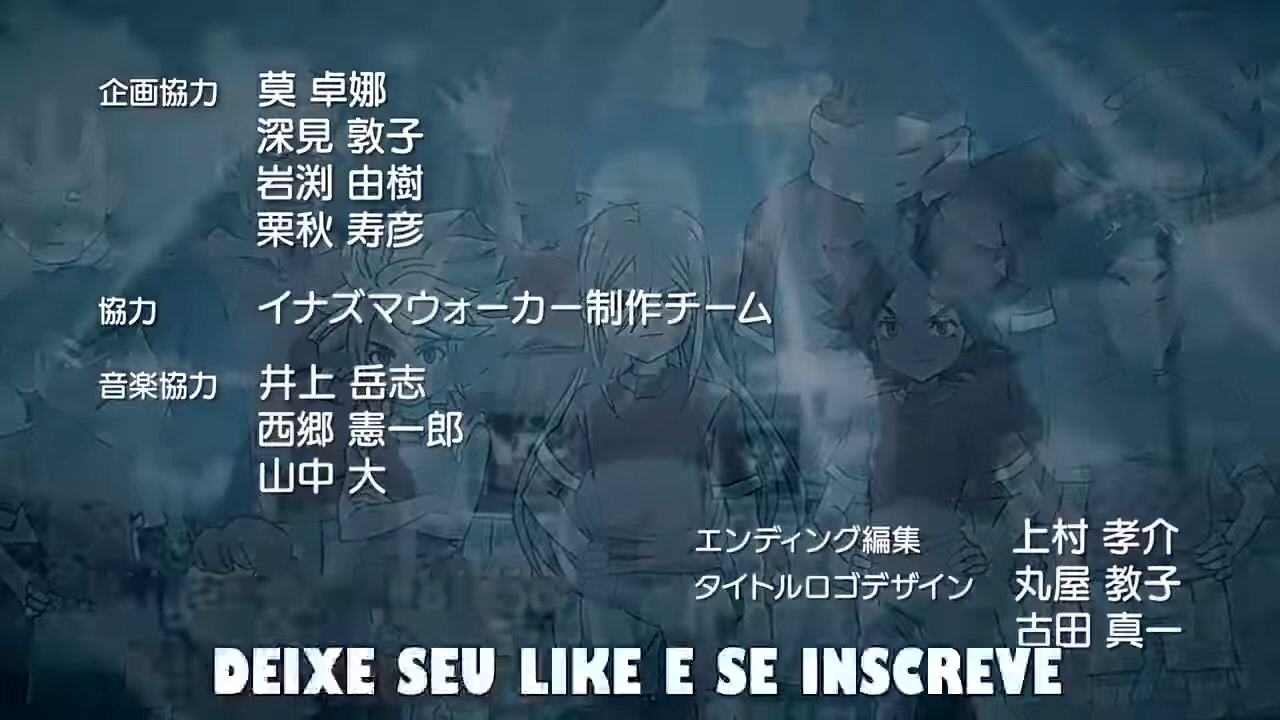 企画協力 莫 卓娜
深見 敦子
岩渕 由樹
栗秋 寿彦
協力 イナズマウォーカー制作チーム
音楽協力 井上 岳志
西郷 憲一郎
山中 大
エンディング編集 上村 孝介
タイトルロゴデザイン 丸屋 教子
古田 真一
DEIXE SEU LIKE E SE INSCREVE